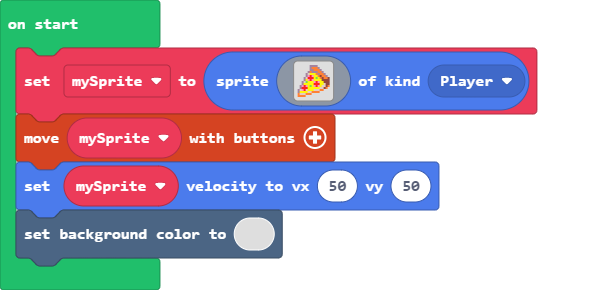 on start
set mySprite to sprite of kind Player
move mySprite with buttons
set mySprite velocity to vx 50 vy 50
set background color to